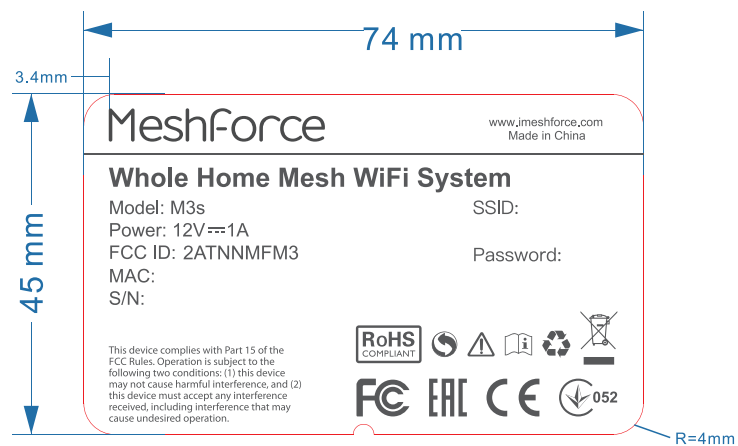 74 mm
3.4mm
MeshForce
www.imeshforce.com
Made in China
45 mm
Whole Home Mesh WiFi System
Model: M3s
SSID:
Power: 12V⎓1A
FCC ID: 2ATNNMFM3
Password:
MAC:
S/N:
RoHS
COMPLIANT
This device complies with Part 15 of the
FCC Rules. Operation is subject to the
following two conditions: (1) this device
may not cause harmful interference, and (2)
this device must accept any interference
received, including interference that may
cause undesired operation.
FC EAC CE 052
R=4mm